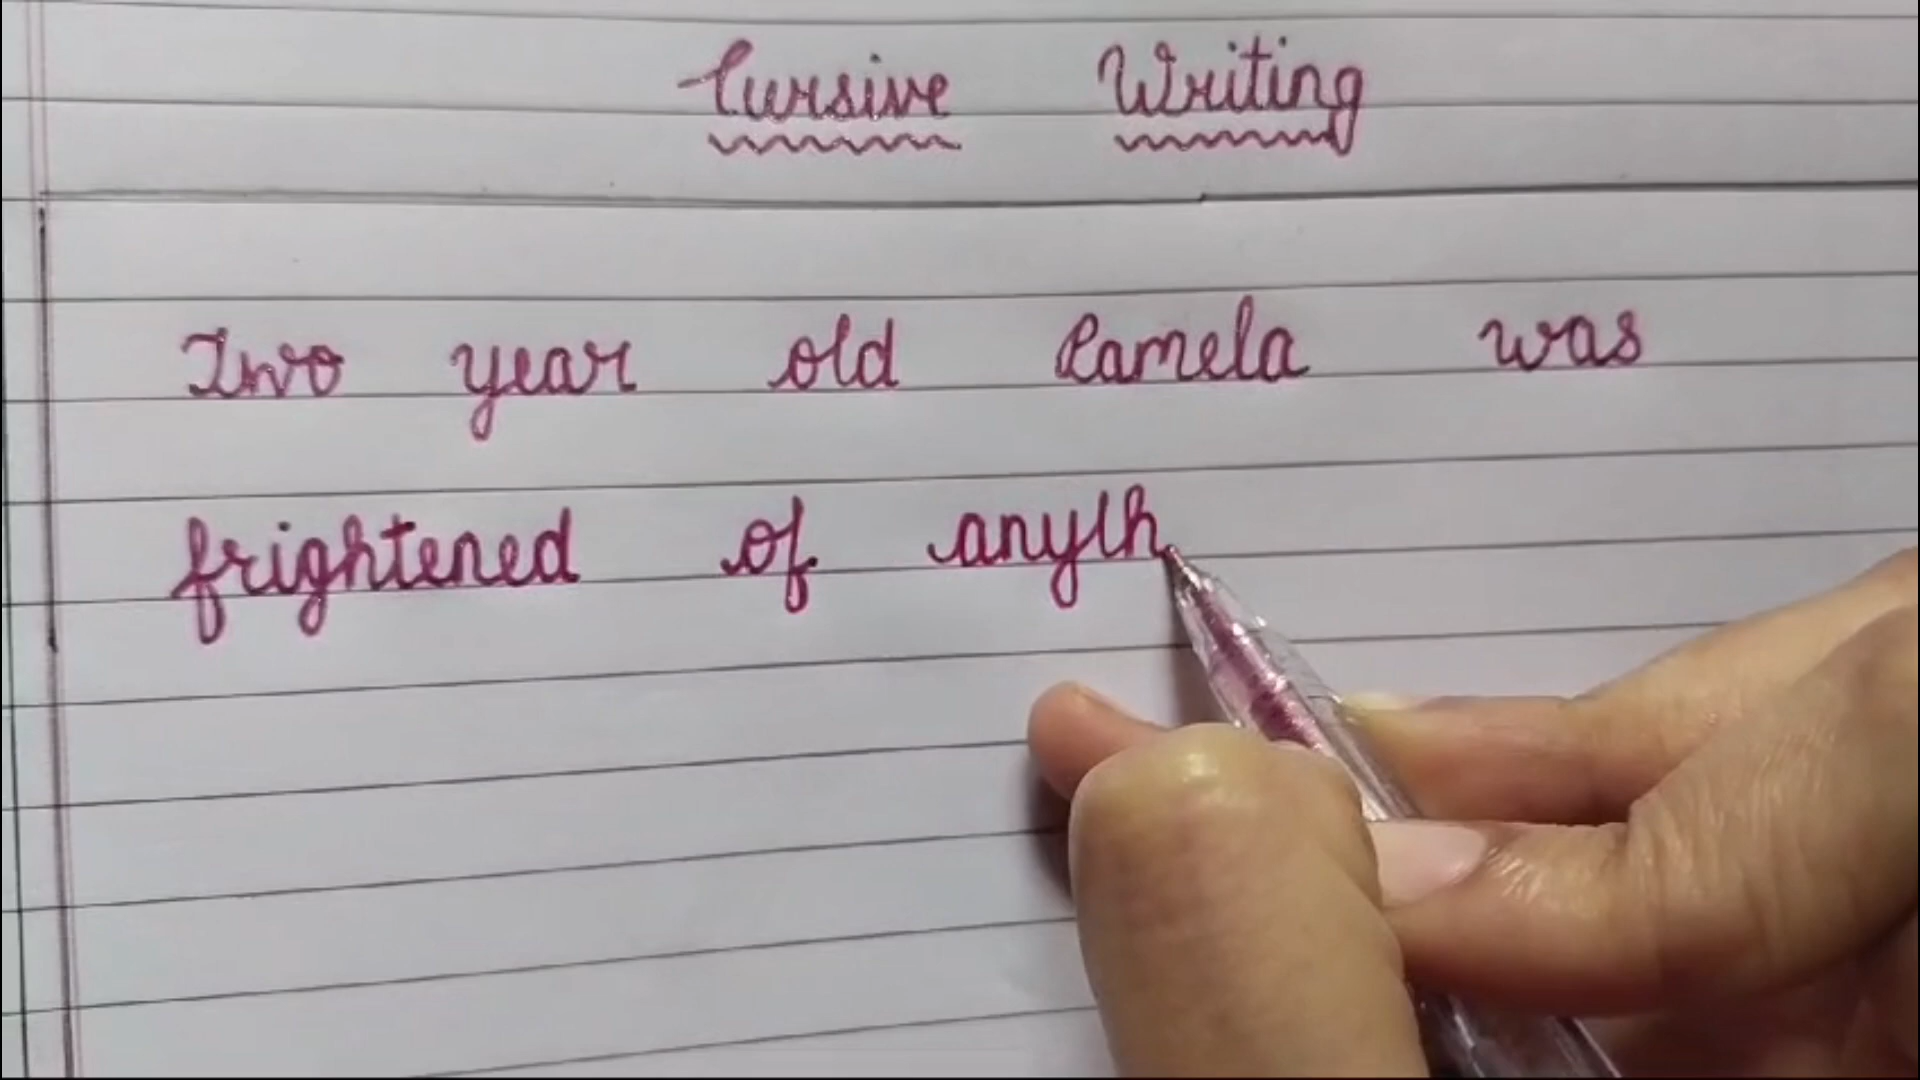 Cursive Writing
Two year old Pamela was
frightened of anyth